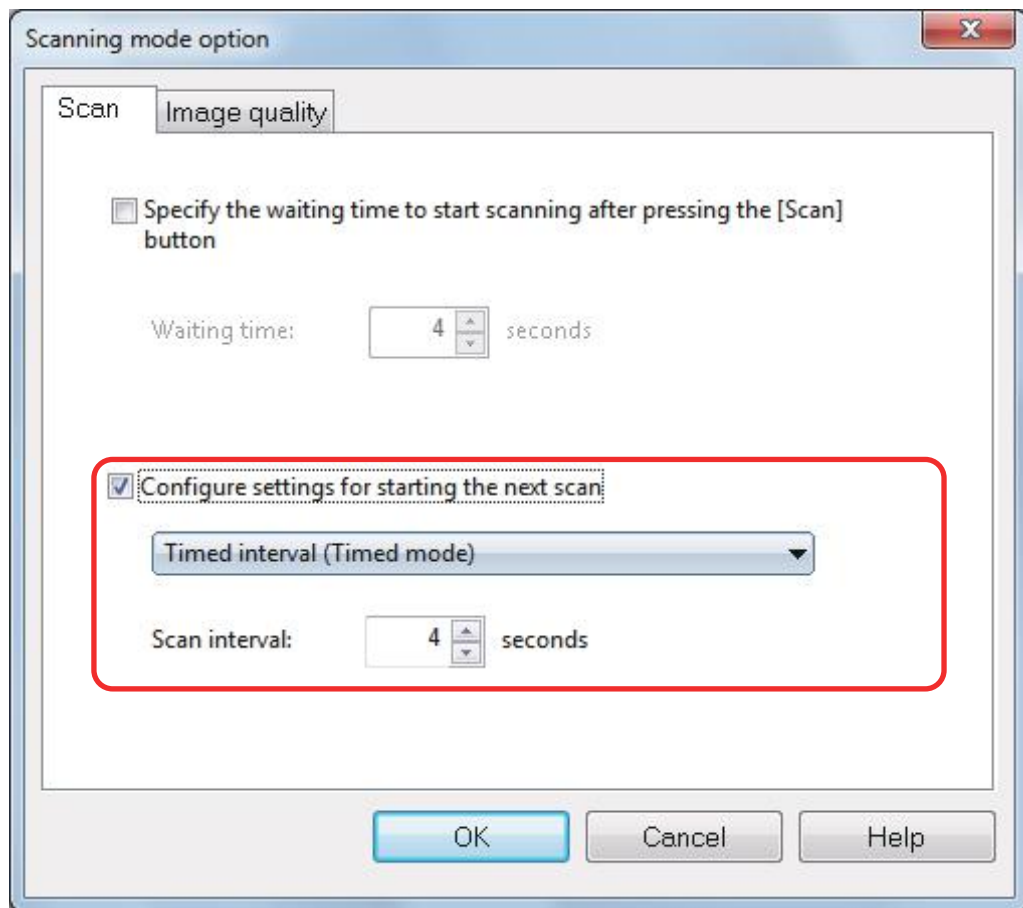 Scanning mode option
Scan
Image quality
Specify the waiting time to start scanning after pressing the [Scan]
button
Waiting time: 4 seconds
Configure settings for starting the next scan
Timed interval (Timed mode)
Scan interval: 4 seconds
OK Cancel Help